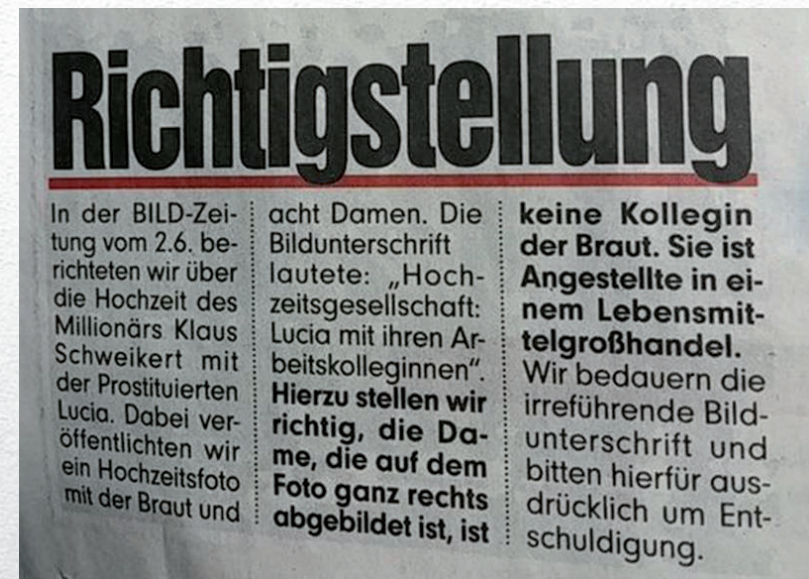 Richtigstellung
In der BILD-Zei-
tung vom 2.6. be-
richteten wir über
die Hochzeit des
Millionärs Klaus
Schweikert mit
der Prostituierten
Lucia. Dabei ver-
öffentlichten wir
ein Hochzeitsfoto
mit der Braut und
acht Damen. Die
Bildunterschrift
lautete: „Hoch-
zeitsgesellschaft:
Lucia mit ihren Ar-
beitskolleginnen“.
Hierzu stellen wir
richtig, die Da-
me, die auf dem
Foto ganz rechts
abgebildet ist, ist
keine Kollegin
der Braut. Sie ist
Angestellte in ei-
nem Lebensmit-
telgroßhandel.
Wir bedauern die
irreführende Bild-
unterschrift und
bitten hierfür aus-
drücklich um Ent-
schuldigung.